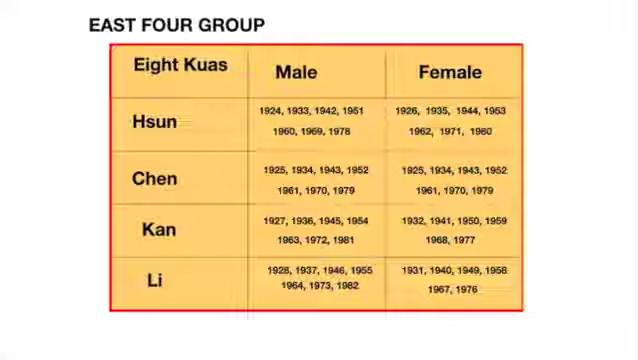 EAST FOUR GROUP
Eight Kuas Male Female
Hsun
1924, 1933, 1942, 1951
1960, 1969, 1978
1926, 1935, 1944, 1953
1962, 1971, 1980
Chen
1925, 1934, 1943, 1952
1961, 1970, 1979
1925, 1934, 1943, 1952
1961, 1970, 1979
Kan
1927, 1936, 1945, 1954
1963, 1972, 1981
1932, 1941, 1950, 1959
1968, 1977
Li
1928, 1937, 1946, 1955
1964, 1973, 1982
1931, 1940, 1949, 1958
1967, 1976